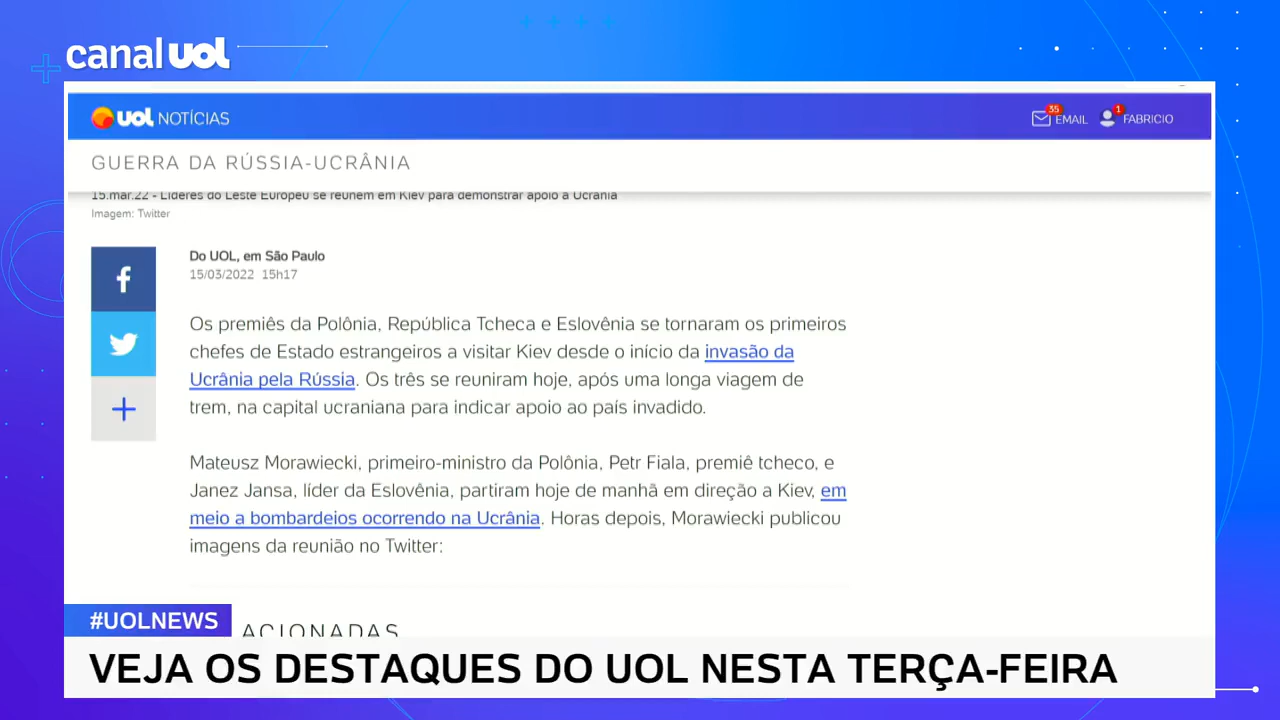 canal uol
uol NOTÍCIAS
35
EMAIL
1
FABRICIO
GUERRA DA RÚSSIA-UCRÂNIA
15.mar.22 - Líderes do Leste Europeu se reúnem em Kiev para demonstrar apoio à Ucrânia
Imagem: Twitter
Do UOL, em São Paulo
15/03/2022 15h17
Os premiês da Polônia, República Tcheca e Eslovênia se tornaram os primeiros
chefes de Estado estrangeiros a visitar Kiev desde o início da invasão da
Ucrânia pela Rússia. Os três se reuniram hoje, após uma longa viagem de
trem, na capital ucraniana para indicar apoio ao país invadido.
Mateusz Morawiecki, primeiro-ministro da Polônia, Petr Fiala, premiê tcheco, e
Janez Jansa, líder da Eslovênia, partiram hoje de manhã em direção a Kiev, em
meio a bombardeios ocorrendo na Ucrânia. Horas depois, Morawiecki publicou
imagens da reunião no Twitter:
ACIONADAS
#UOLNEWS
VEJA OS DESTAQUES DO UOL NESTA TERÇA-FEIRA